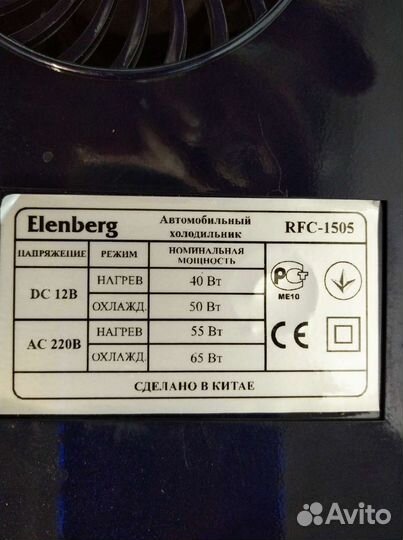 Elenberg
Автомобильный
холодильник
RFC-1505
НАПРЯЖЕНИЕ РЕЖИМ НОМИНАЛЬНАЯ
МОЩНОСТЬ
DC 12В НАГРЕВ 40 Вт
ОХЛАЖД. 50 Вт
AC 220В НАГРЕВ 55 Вт
ОХЛАЖД. 65 Вт
РСТ
ME10
CE
СДЕЛАНО В КИТАЕ
Avito